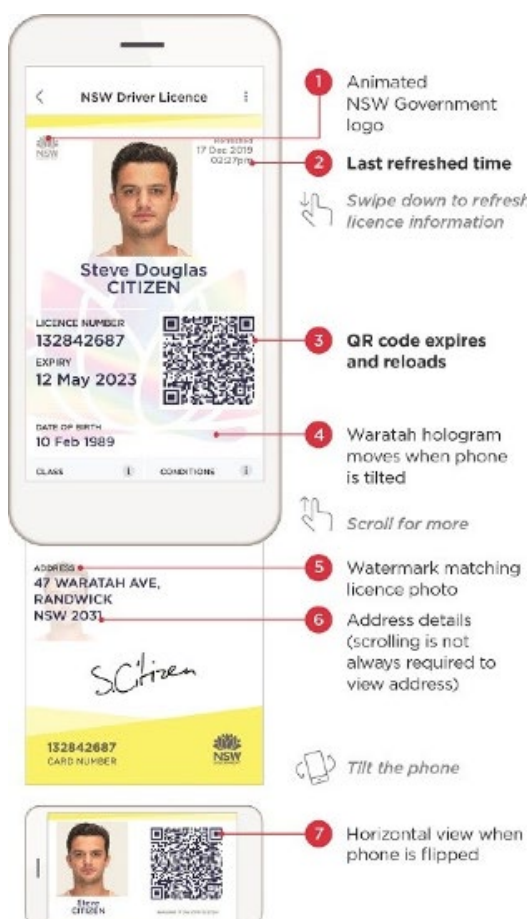 NSW Driver Licence
NSW
Refreshed
17 Dec 2019
02:27pm
Steve Douglas
CITIZEN
LICENCE NUMBER
132842687
EXPIRY
12 May 2023
DATE OF BIRTH
10 Feb 1989
CLASS
i
CONDITIONS
i
1
Animated
NSW Government
logo
2
Last refreshed time
Swipe down to refresh
licence information
3
QR code expires
and reloads
4
Waratah hologram
moves when phone
is tilted
Scroll for more
ADDRESS
47 WARATAH AVE,
RANDWICK
NSW 2031
S.Citizen
132842687
CARD NUMBER
NSW
5
Watermark matching
licence photo
6
Address details
(scrolling is not
always required to
view address)
Tilt the phone
Steve
CITIZEN
7
Horizontal view when
phone is flipped